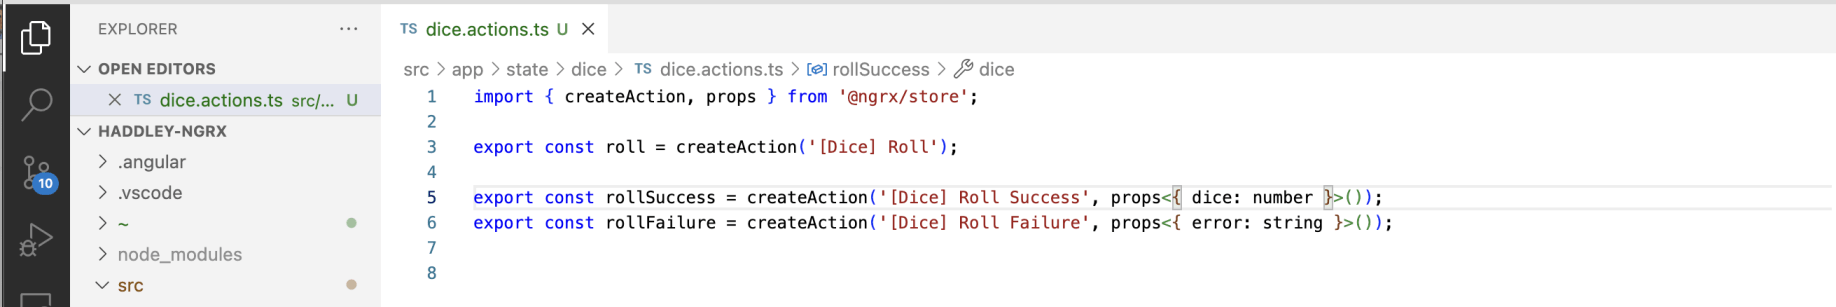 EXPLORER ...
OPEN EDITORS
TS dice.actions.ts src/... U
HADDLEY-NGRX
.angular
.vscode
~
node_modules
src
10
TS dice.actions.ts U
src > app > state > dice > TS dice.actions.ts > rollSuccess > dice
1 import { createAction, props } from '@ngrx/store';
2
3 export const roll = createAction('[Dice] Roll');
4
5 export const rollSuccess = createAction('[Dice] Roll Success', props<{ dice: number }>());
6 export const rollFailure = createAction('[Dice] Roll Failure', props<{ error: string }>());
7
8